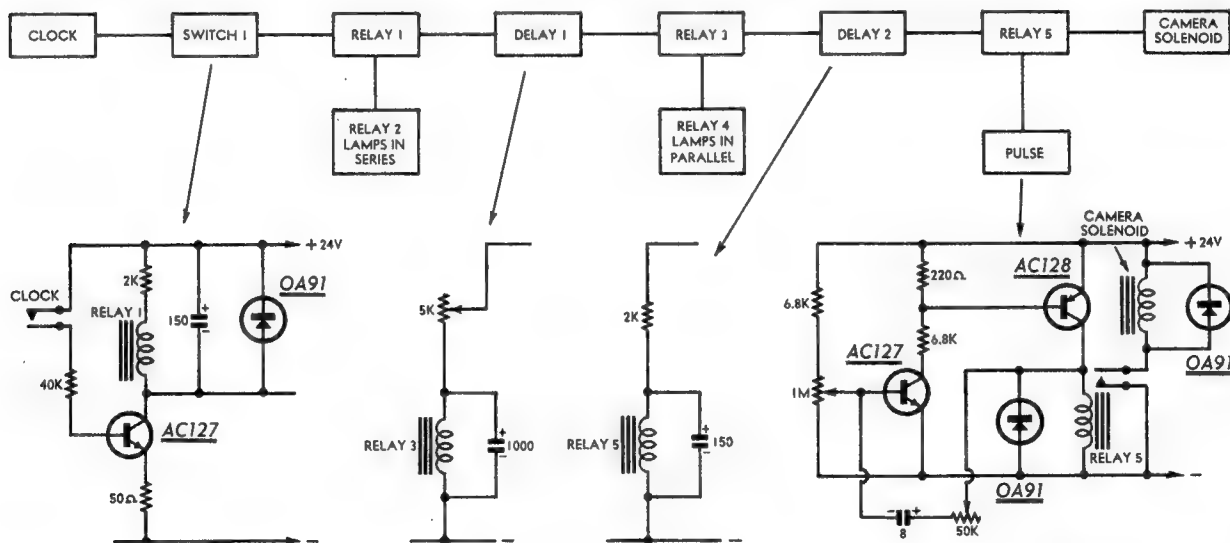 CLOCK
SWITCH 1
RELAY 1
DELAY 1
RELAY 3
DELAY 2
RELAY 5
CAMERA
SOLENOID
RELAY 2
LAMPS IN
SERIES
RELAY 4
LAMPS IN
PARALLEL
PULSE
+ 24V
2K
OA91
CLOCK
RELAY 1
150
+
-
40K
AC127
50Ω
-
5K
RELAY 3
1000
+
-
-
2K
RELAY 5
150
+
-
-
CAMERA
SOLENOID
+ 24V
220Ω
AC128
6.8K
6.8K
AC127
OA91
1M
RELAY 5
-
OA91
- +
8
50K